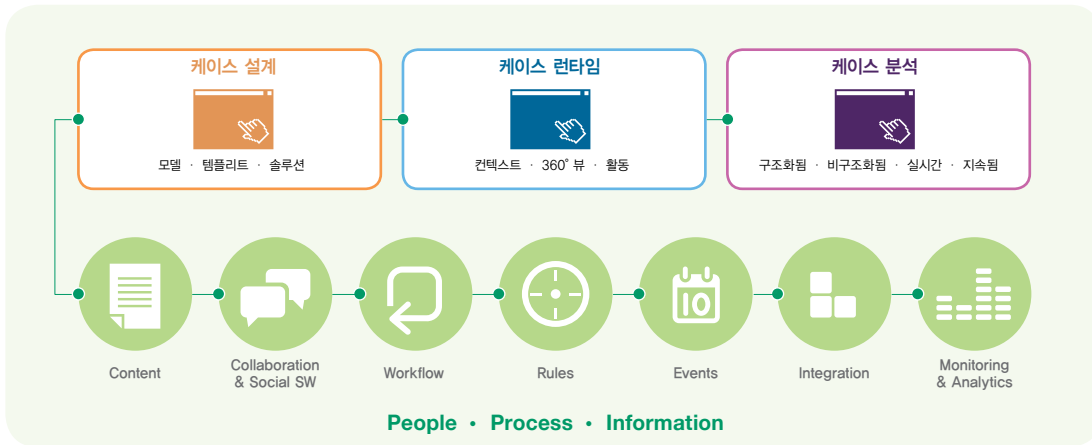 케이스 설계
케이스 런타임
케이스 분석
모델 · 템플리트 · 솔루션
컨텍스트 · 360° 뷰 · 활동
구조화됨 · 비구조화됨 · 실시간 · 지속됨
10
Content
Collaboration
& Social SW
Workflow
Rules
Events
Integration
Monitoring
& Analytics
People · Process · Information